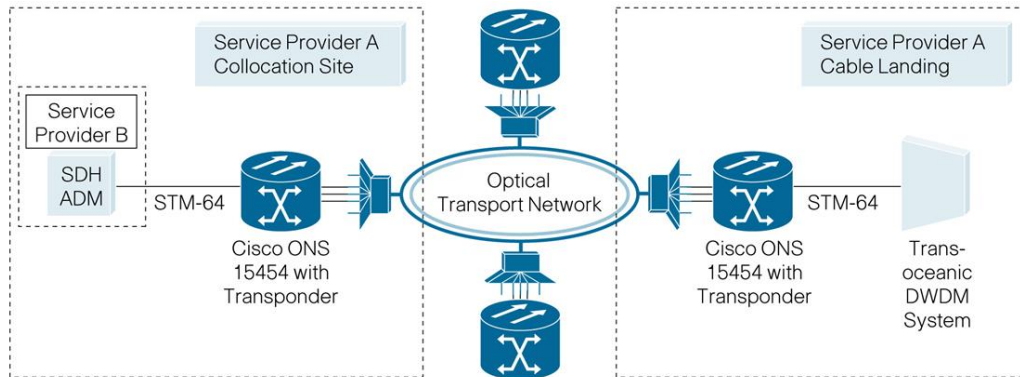 Service Provider A
Collocation Site
Service Provider A
Cable Landing
Service
Provider B
SDH
ADM
STM-64
Cisco ONS
15454 with
Transponder
Optical
Transport Network
Cisco ONS
15454 with
Transponder
STM-64
Trans-
oceanic
DWDM
System